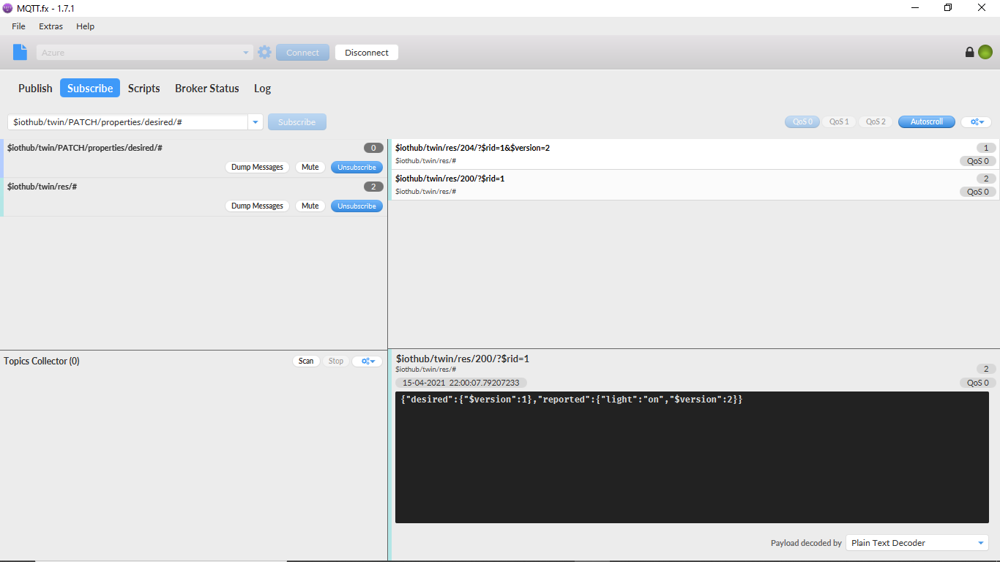 MQTT.fx - 1.7.1
File Extras Help
Azure Connect Disconnect
Publish Subscribe Scripts Broker Status Log
$iothub/twin/PATCH/properties/desired/# Subscribe QoS 0 QoS 1 QoS 2 Autoscroll
$iothub/twin/PATCH/properties/desired/# 0
Dump Messages Mute Unsubscribe
$iothub/twin/res/# 2
Dump Messages Mute Unsubscribe
$iothub/twin/res/204/?$rid=1&$version=2 1
$iothub/twin/res/# QoS 0
$iothub/twin/res/200/?$rid=1 2
$iothub/twin/res/# QoS 0
Topics Collector (0) Scan Stop
$iothub/twin/res/200/?$rid=1
$iothub/twin/res/# 2
15-04-2021 22:00:07.79207233 QoS 0
{"desired":{"$version":1},"reported":{"light":"on","$version":2}}
Payload decoded by Plain Text Decoder